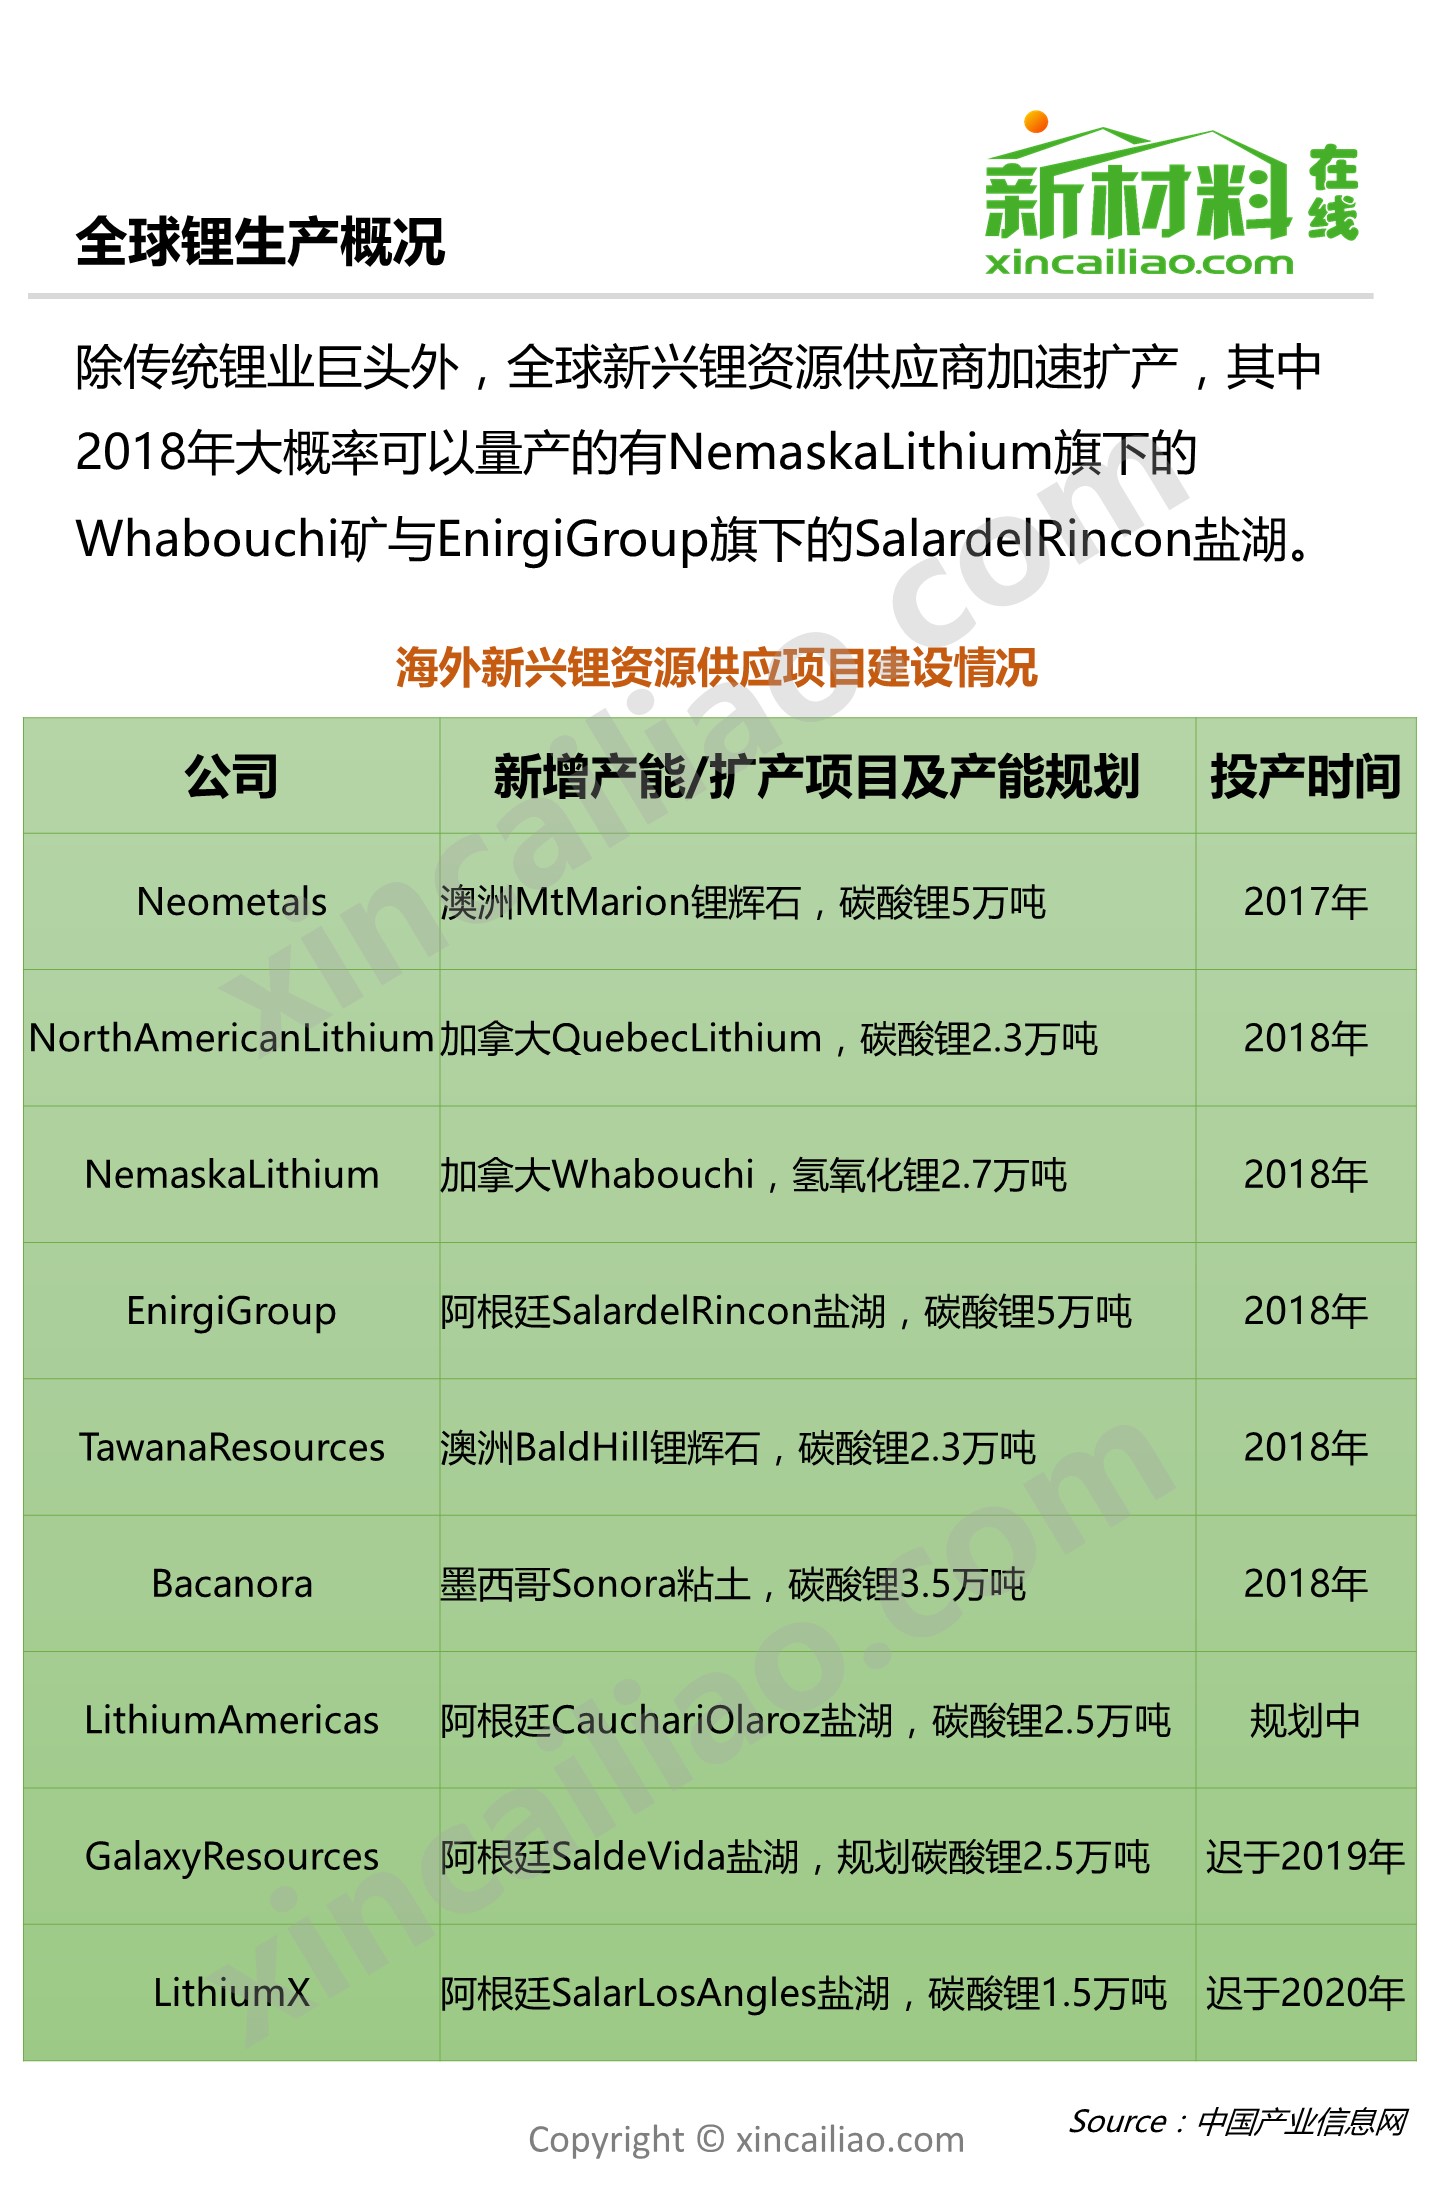 新材料在线
xincailiao.com
全球锂生产概况
除传统锂业巨头外，全球新兴锂资源供应商加速扩产，其中
2018年大概率可以量产的有NemaskaLithium旗下的
Whabouchi矿与EnirgiGroup旗下的SalardelRincon盐湖。
海外新兴锂资源供应项目建设情况
公司 新增产能/扩产项目及产能规划 投产时间
Neometals 澳洲MtMarion锂辉石，碳酸锂5万吨 2017年
NorthAmericanLithium 加拿大QuebecLithium，碳酸锂2.3万吨 2018年
NemaskaLithium 加拿大Whabouchi，氢氧化锂2.7万吨 2018年
EnirgiGroup 阿根廷SalardelRincon盐湖，碳酸锂5万吨 2018年
TawanaResources 澳洲BaldHill锂辉石，碳酸锂2.3万吨 2018年
Bacanora 墨西哥Sonora粘土，碳酸锂3.5万吨 2018年
LithiumAmericas 阿根廷CauchariOlaroz盐湖，碳酸锂2.5万吨 规划中
GalaxyResources 阿根廷SaldeVida盐湖，规划碳酸锂2.5万吨 迟于2019年
LithiumX 阿根廷SalarLosAngles盐湖，碳酸锂1.5万吨 迟于2020年
xincailiao.com
xincailiao.com
Source：中国产业信息网
Copyright © xincailiao.com